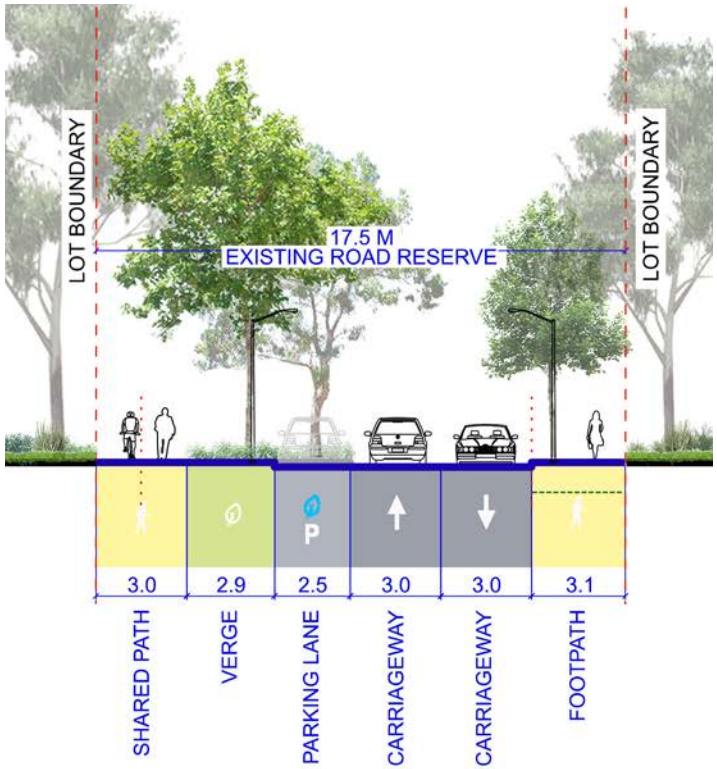 LOT BOUNDARY
17.5 M
EXISTING ROAD RESERVE
LOT BOUNDARY
P
3.0
2.9
2.5
3.0
3.0
3.1
SHARED PATH
VERGE
PARKING LANE
CARRIAGEWAY
CARRIAGEWAY
FOOTPATH